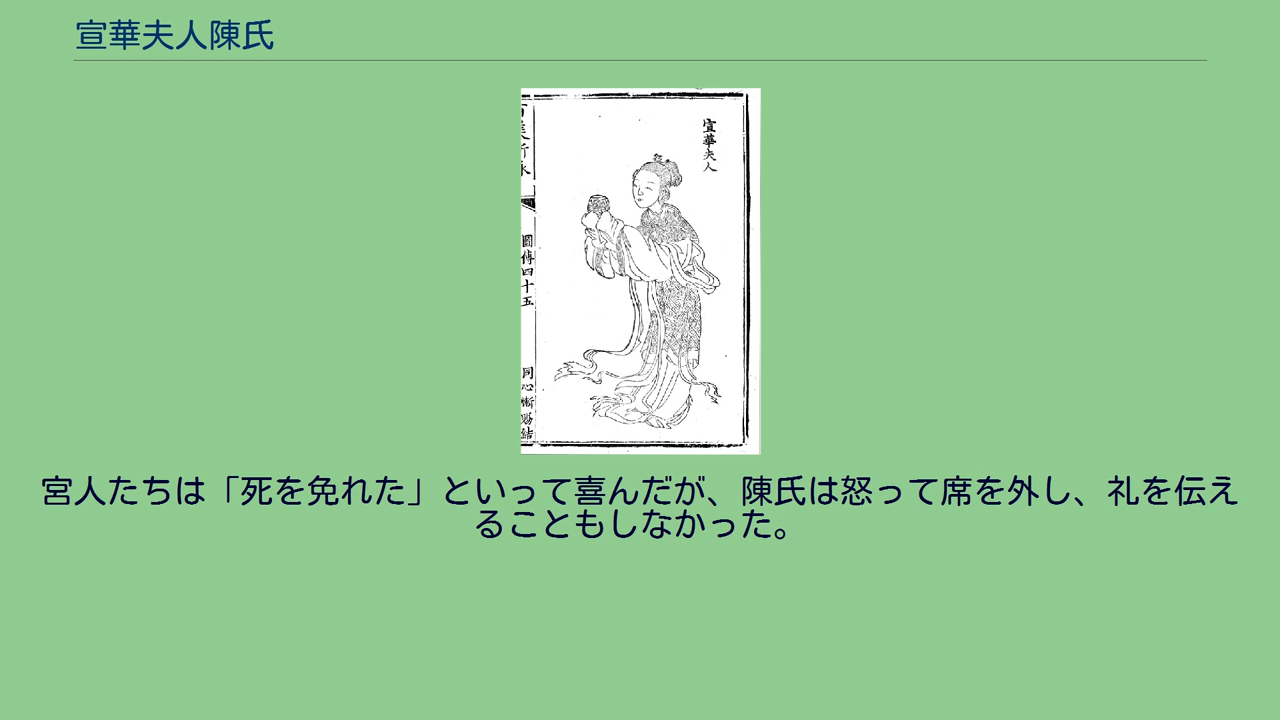 宣華夫人陳氏
宣華夫人
圖傳四十五
宮人たちは「死を免れた」といって喜んだが、陳氏は怒って席を外し、礼を伝え
ることもしなかった。